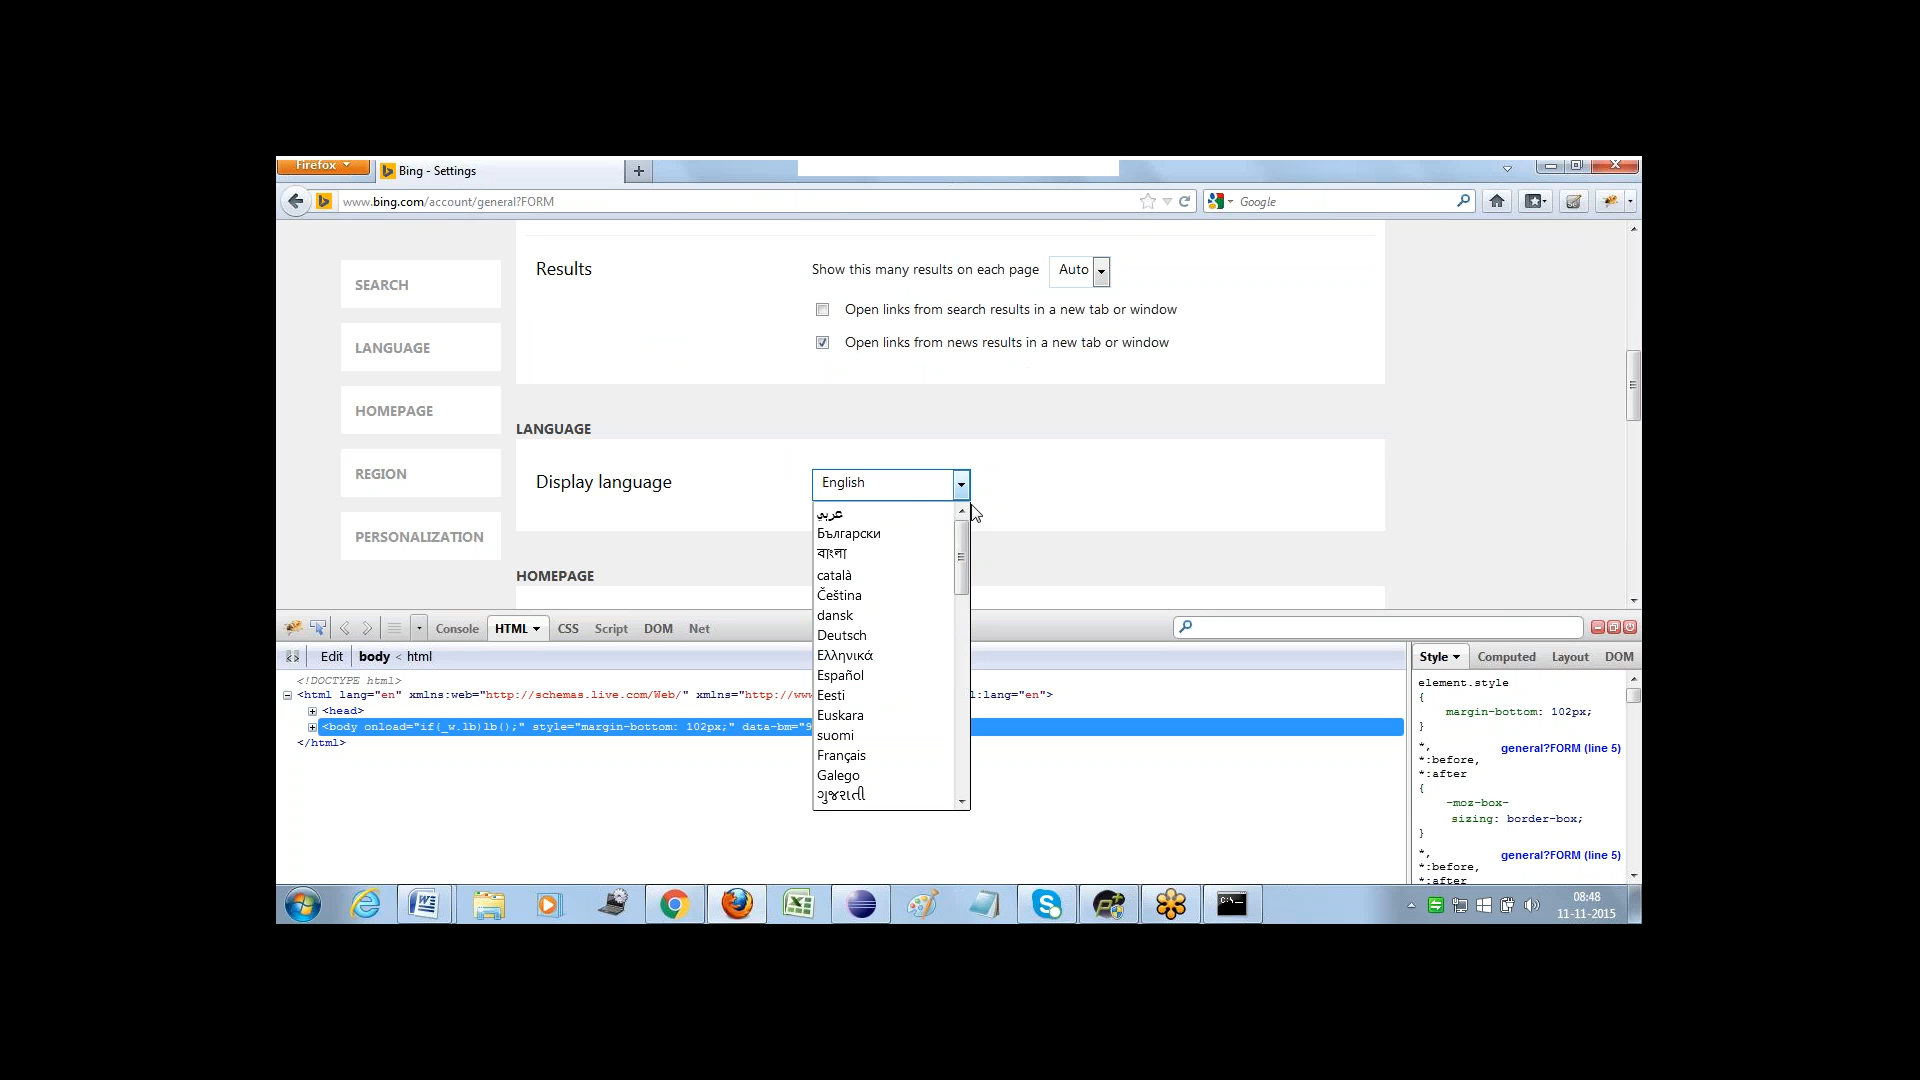 Firefox
Bing - Settings
www.bing.com/account/general?FORM
Google
SEARCH
LANGUAGE
HOMEPAGE
REGION
PERSONALIZATION
Results
Show this many results on each page Auto
Open links from search results in a new tab or window
Open links from news results in a new tab or window
LANGUAGE
Display language
English
عربي
Български
বাংলা
català
Čeština
dansk
Deutsch
Ελληνικά
Español
Eesti
Euskara
suomi
Français
Galego
ગુજરાતી
HOMEPAGE
Console HTML CSS Script DOM Net
Edit body < html
<!DOCTYPE html>
<html lang="en" xmlns:web="http://schemas.live.com/Web/" xmlns="http://ww l:lang="en">
<head>
<body onload="if(_w.lb)lb();" style="margin-bottom: 102px;" data-bm="9
</html>
Style Computed Layout DOM
element.style
{
margin-bottom: 102px;
}
*, general?FORM (line 5)
*:before,
*:after
{
-moz-box-
sizing: border-box;
}
*, general?FORM (line 5)
*:before,
*:after
08:48
11-11-2015